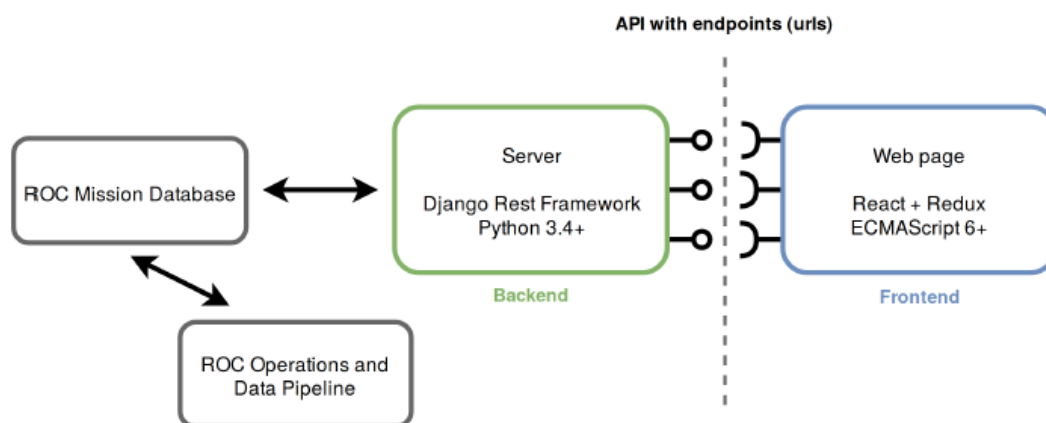 API with endpoints (urls)
ROC Mission Database
Server
Django Rest Framework
Python 3.4+
Web page
React + Redux
ECMAScript 6+
Backend
Frontend
ROC Operations and
Data Pipeline